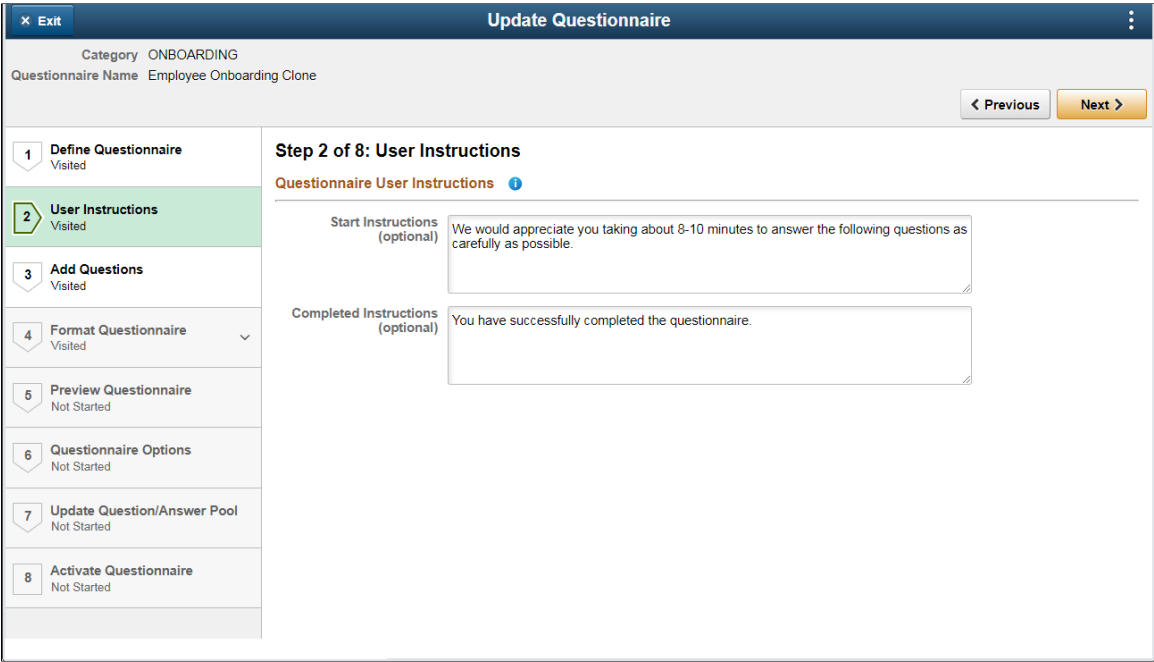 × Exit
Update Questionnaire
Category ONBOARDING
Questionnaire Name Employee Onboarding Clone
Previous
Next
1 Define Questionnaire
Visited
2 User Instructions
Visited
3 Add Questions
Visited
4 Format Questionnaire
Visited
5 Preview Questionnaire
Not Started
6 Questionnaire Options
Not Started
7 Update Question/Answer Pool
Not Started
8 Activate Questionnaire
Not Started
Step 2 of 8: User Instructions
Questionnaire User Instructions i
Start Instructions
(optional)
We would appreciate you taking about 8-10 minutes to answer the following questions as
carefully as possible.
Completed Instructions
(optional)
You have successfully completed the questionnaire.